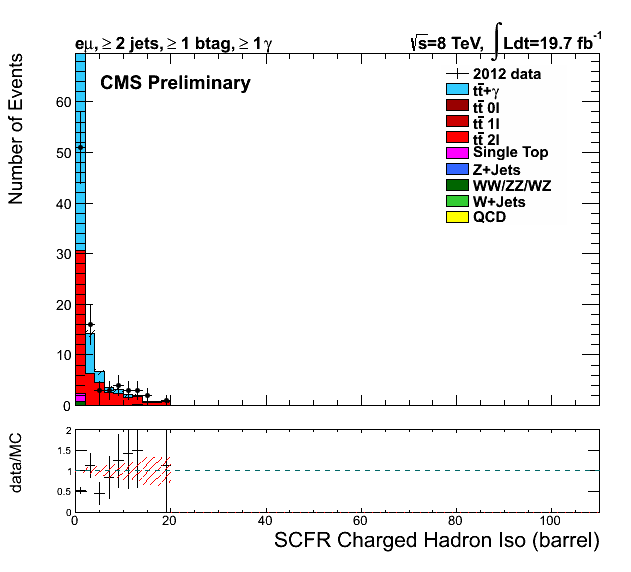 eμ, ≥ 2 jets, ≥ 1 btag, ≥ 1 γ
√s=8 TeV, ∫ Ldt=19.7 fb⁻¹
CMS Preliminary
2012 data
tt̄+γ
tt̄ 0l
tt̄ 1l
tt̄ 2l
Single Top
Z+Jets
WW/ZZ/WZ
W+Jets
QCD
Number of Events
60
50
40
30
20
10
0
data/MC
2
1.5
1
0.5
0
0 20 40 60 80 100
SCFR Charged Hadron Iso (barrel)